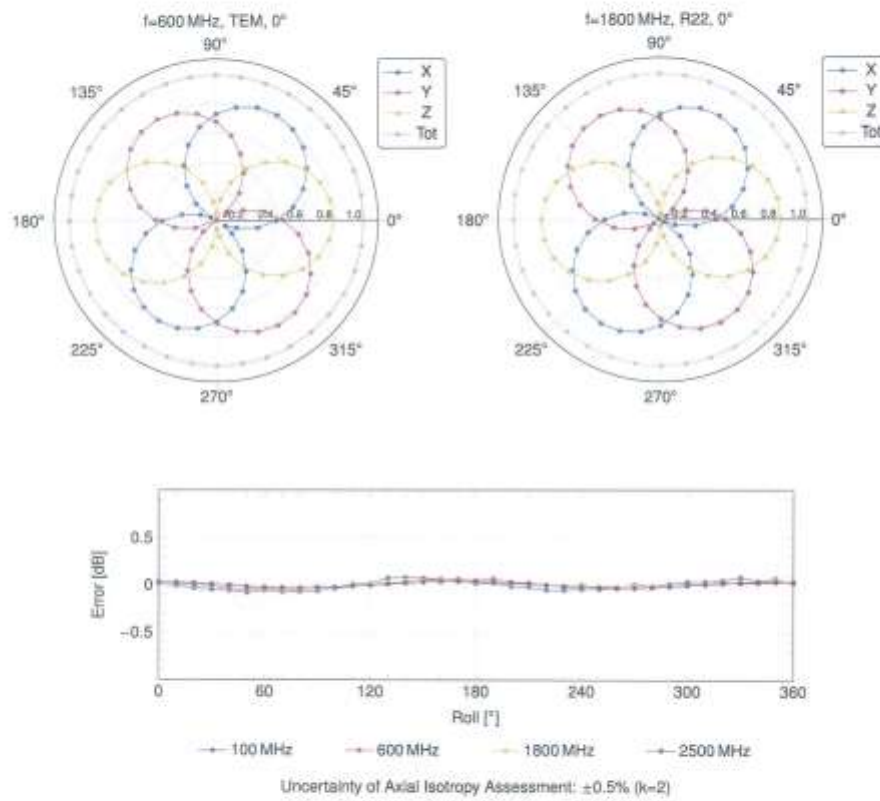 f=600 MHz, TEM, 0°
90°
135°
45°
180°
0.2 0.4 0.6 0.8 1.0
0°
225°
315°
270°
X
Y
Z
Tot
f=1800 MHz, R22, 0°
90°
135°
45°
180°
0.2 0.4 0.6 0.8 1.0
0°
225°
315°
270°
X
Y
Z
Tot
Error [dB]
0.5
0
−0.5
0 60 120 180 240 300 360
Roll [°]
100 MHz 600 MHz 1800 MHz 2500 MHz
Uncertainty of Axial Isotropy Assessment: ±0.5% (k=2)